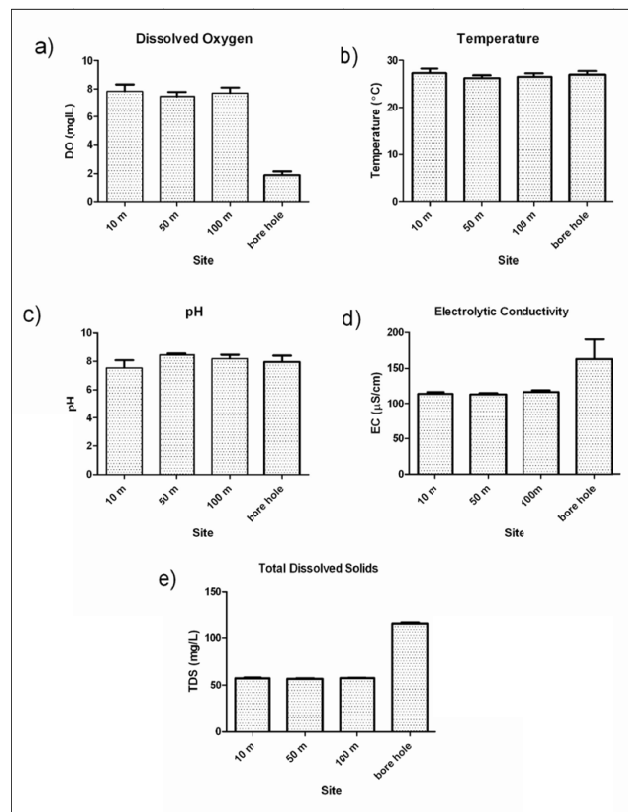 a)
Dissolved Oxygen
DO (mg/L)
10
8
6
4
2
0
10 m
50 m
100 m
bore hole
Site
b)
Temperature
Temperature (°C)
30
20
10
0
10 m
50 m
100 m
bore hole
Site
c)
pH
pH
10
8
6
4
2
0
10 m
50 m
100 m
bore hole
Site
d)
Electrolytic Conductivity
EC (µS/cm)
200
150
100
50
0
10 m
50 m
100m
bore hole
Site
e)
Total Dissolved Solids
TDS (mg/L)
150
100
50
0
10 m
50 m
100 m
bore hole
Site